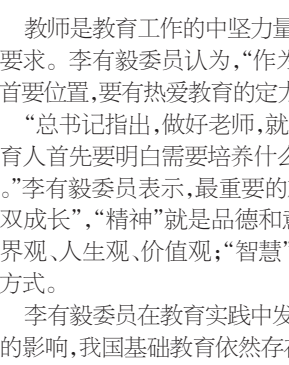 教师是教育工作的中坚力量
要求。李有毅委员认为，“作为
首要位置，要有热爱教育的定力
“总书记指出，做好老师，就
育人首先要明白需要培养什么
。”李有毅委员表示，最重要的
双成长”，“精神”就是品德和意
界观、人生观、价值观；“智慧”
方式。
李有毅委员在教育实践中发
的影响，我国基础教育依然存在